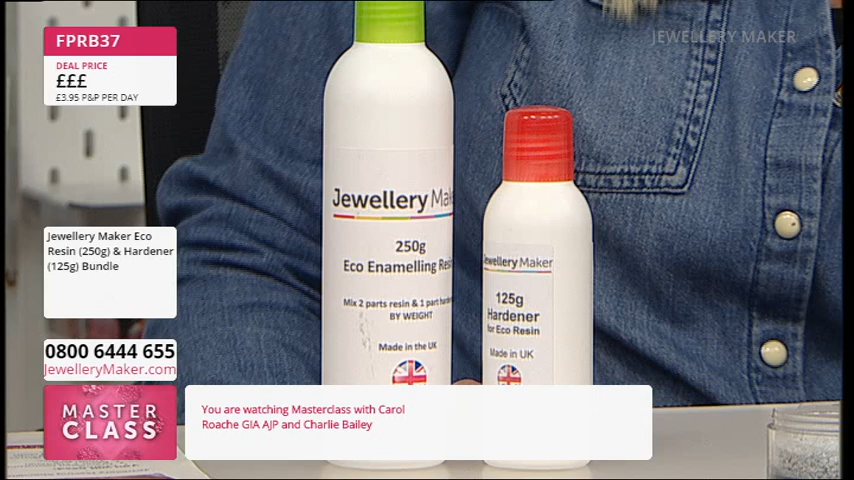 FPRB37
DEAL PRICE
£££
£3.95 P&P PER DAY
JEWELLERY MAKER
Jewellery Maker Eco
Resin (250g) & Hardener
(125g) Bundle
0800 6444 655
JewelleryMaker.com
MASTER
CLASS
You are watching Masterclass with Carol
Roache GIA AJP and Charlie Bailey
Jewellery Mak
250g
Eco Enamelling Resin
Mix 2 parts resin & 1 part harde
BY WEIGHT
Made in the UK
Jewellery Maker
125g
Hardener
for Eco Resin
Made in UK